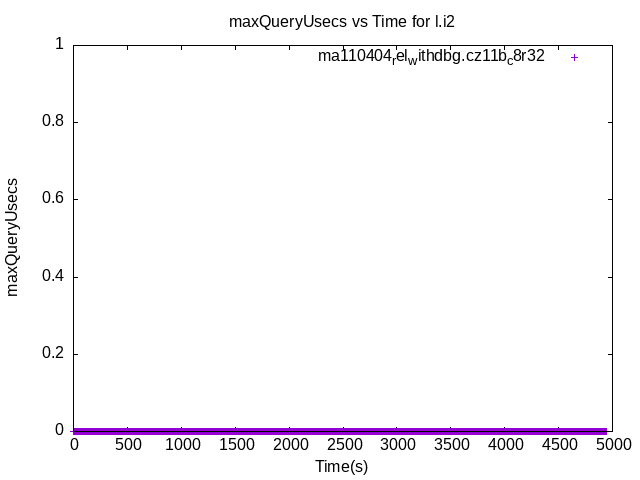 maxQueryUsecs vs Time for l.i2
ma110404relwithdbg.cz11bc8r32
maxQueryUsecs
1
0.8
0.6
0.4
0.2
0
0 500 1000 1500 2000 2500 3000 3500 4000 4500 5000
Time(s)